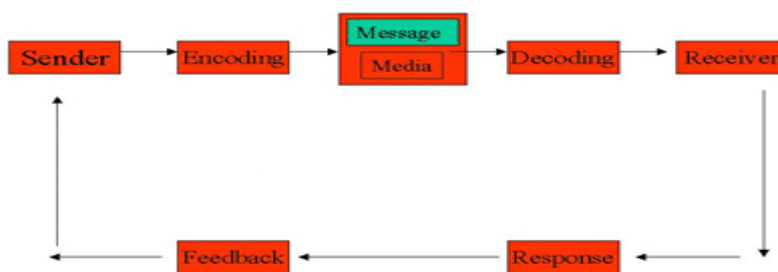 Message
Sender
Encoding
Media
Decoding
Receiver
Feedback
Response